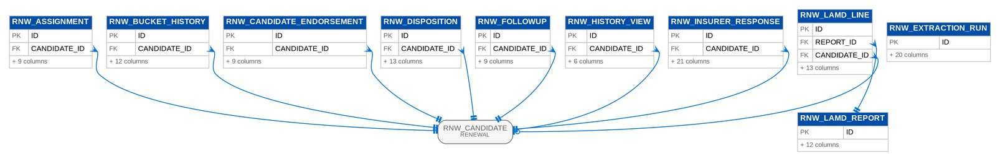 RNW_ASSIGNMENT
PK ID
FK CANDIDATE_ID
+ 9 columns
RNW_BUCKET_HISTORY
PK ID
FK CANDIDATE_ID
+ 12 columns
RNW_CANDIDATE_ENDORSEMENT
PK ID
FK CANDIDATE_ID
+ 9 columns
RNW_DISPOSITION
PK ID
FK CANDIDATE_ID
+ 13 columns
RNW_FOLLOWUP
PK ID
FK CANDIDATE_ID
+ 9 columns
RNW_HISTORY_VIEW
PK ID
FK CANDIDATE_ID
+ 6 columns
RNW_INSURER_RESPONSE
PK ID
FK CANDIDATE_ID
+ 21 columns
RNW_LAMD_LINE
PK ID
FK REPORT_ID
FK CANDIDATE_ID
+ 13 columns
RNW_EXTRACTION_RUN
PK ID
+ 20 columns
RNW_CANDIDATE
RENEWAL
RNW_LAMD_REPORT
PK ID
+ 12 columns